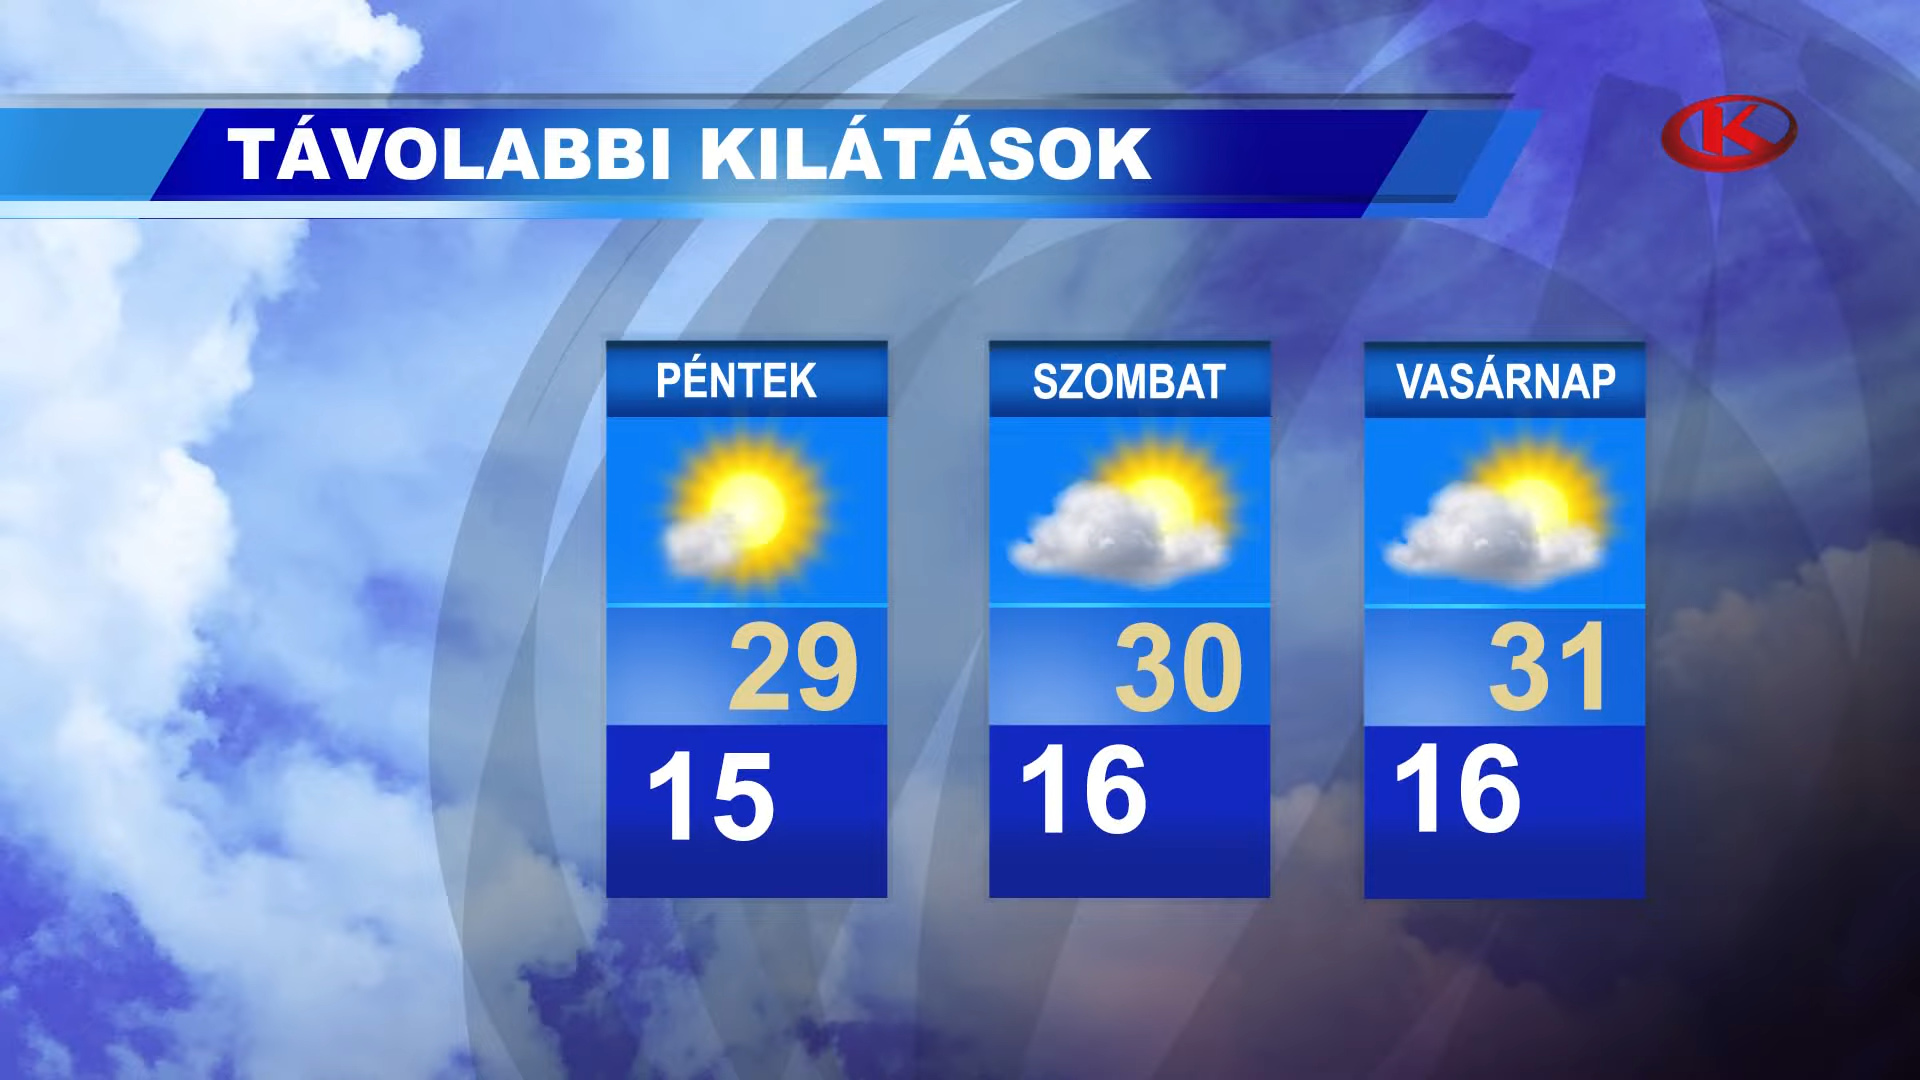 TÁVOLABBI KILÁTÁSOK
K
PÉNTEK SZOMBAT VASÁRNAP
29 30 31
15 16 16